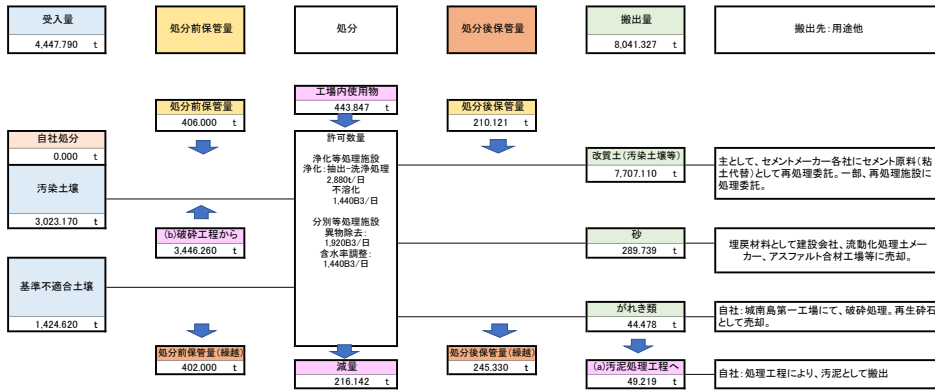 受入量
4,447.790 t
処分前保管量
処分
処分後保管量
搬出量
8,041.327 t
搬出先:用途他
工場内使用物
443.847 t
処分前保管量
406.000 t
処分後保管量
210.121 t
自社処分
0.000 t
汚染土壌
3,023.170 t
許可数量
浄化等処理施設
浄化:抽出-洗浄処理
2,880t/日
不溶化
1,440B3/日
分別等処理施設
異物除去:
1,920B3/日
含水率調整:
1,440B3/日
改質土(汚染土壌等)
7,707.110 t
主として、セメントメーカー各社にセメント原料(粘
土代替)として再処理委託。一部、再処理施設に
処理委託。
(b)破砕工程から
3,446.260 t
砂
289.739 t
埋戻材料として建設会社、流動化処理土メー
カー、アスファルト合材工場等に売却。
基準不適合土壌
1,424.620 t
がれき類
44.478 t
自社:城南島第一工場にて、破砕処理。再生砕石
として売却。
処分前保管量(繰越)
402.000 t
減量
216.142 t
処分後保管量(繰越)
245.330 t
(a)汚泥処理工程へ
49.219 t
自社:処理工程により、汚泥として搬出